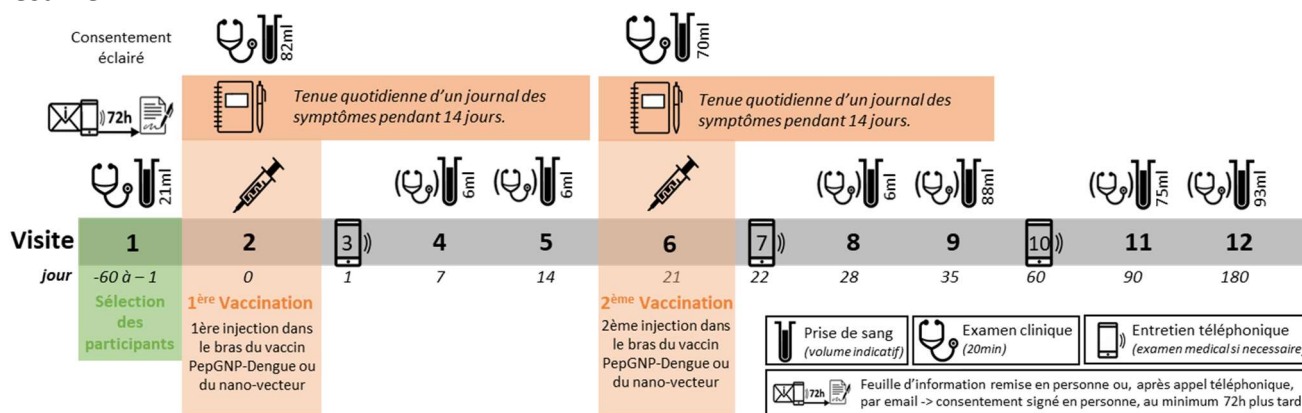 Consentement
éclairé
72h
82ml
70ml
Tenue quotidienne d'un journal des
symptômes pendant 14 jours.
Tenue quotidienne d'un journal des
symptômes pendant 14 jours.
21ml
6ml
6ml
6ml
88ml
75ml
93ml
Visite 1 2 3 4 5 6 7 8 9 10 11 12
jour -60 à – 1 0 1 7 14 21 22 28 35 60 90 180
Sélection
des
participants
1ère Vaccination
1ère injection dans
le bras du vaccin
PepGNP-Dengue ou
du nano-vecteur
2ème Vaccination
2ème injection dans
le bras du vaccin
PepGNP-Dengue ou
du nano-vecteur
Prise de sang
(volume indicatif)
Examen clinique
(20min)
Entretien téléphonique
(examen medical si necessaire)
72h
Feuille d'information remise en personne ou, après appel téléphonique,
par email -> consentement signé en personne, au minimum 72h plus tard